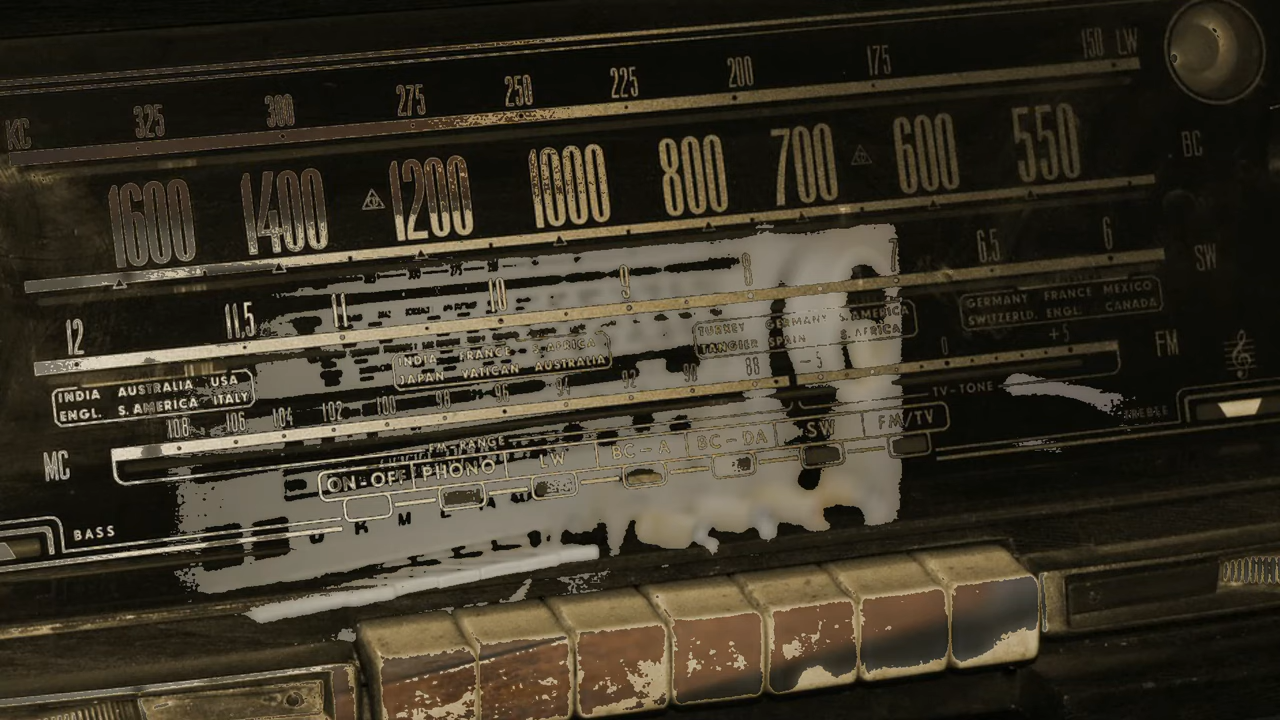 150 LW
KC 325 300 275 250 225 200 175
BC
1600 1400 1200 1000 800 700 600 550
SW
12 11.5 11 10 9 8 7 6.5 6
GERMANY FRANCE MEXICO
SWITZERLD. ENGL. CANADA
TURKEY GERMANY S. AMERICA
TANGIER SPAIN S. AFRICA
INDIA FRANCE S. AFRICA
JAPAN VATICAN AUSTRALIA
INDIA AUSTRALIA USA
ENGL. S. AMERICA ITALY
FM
MC 108 106 104 102 100 98 96 94 92 90 88 -5 0 +5
TV-TONE
TREBLE
FM-RANGE
ON-OFF PHONO LW BC-A BC-DA SW FM/TV
BASS